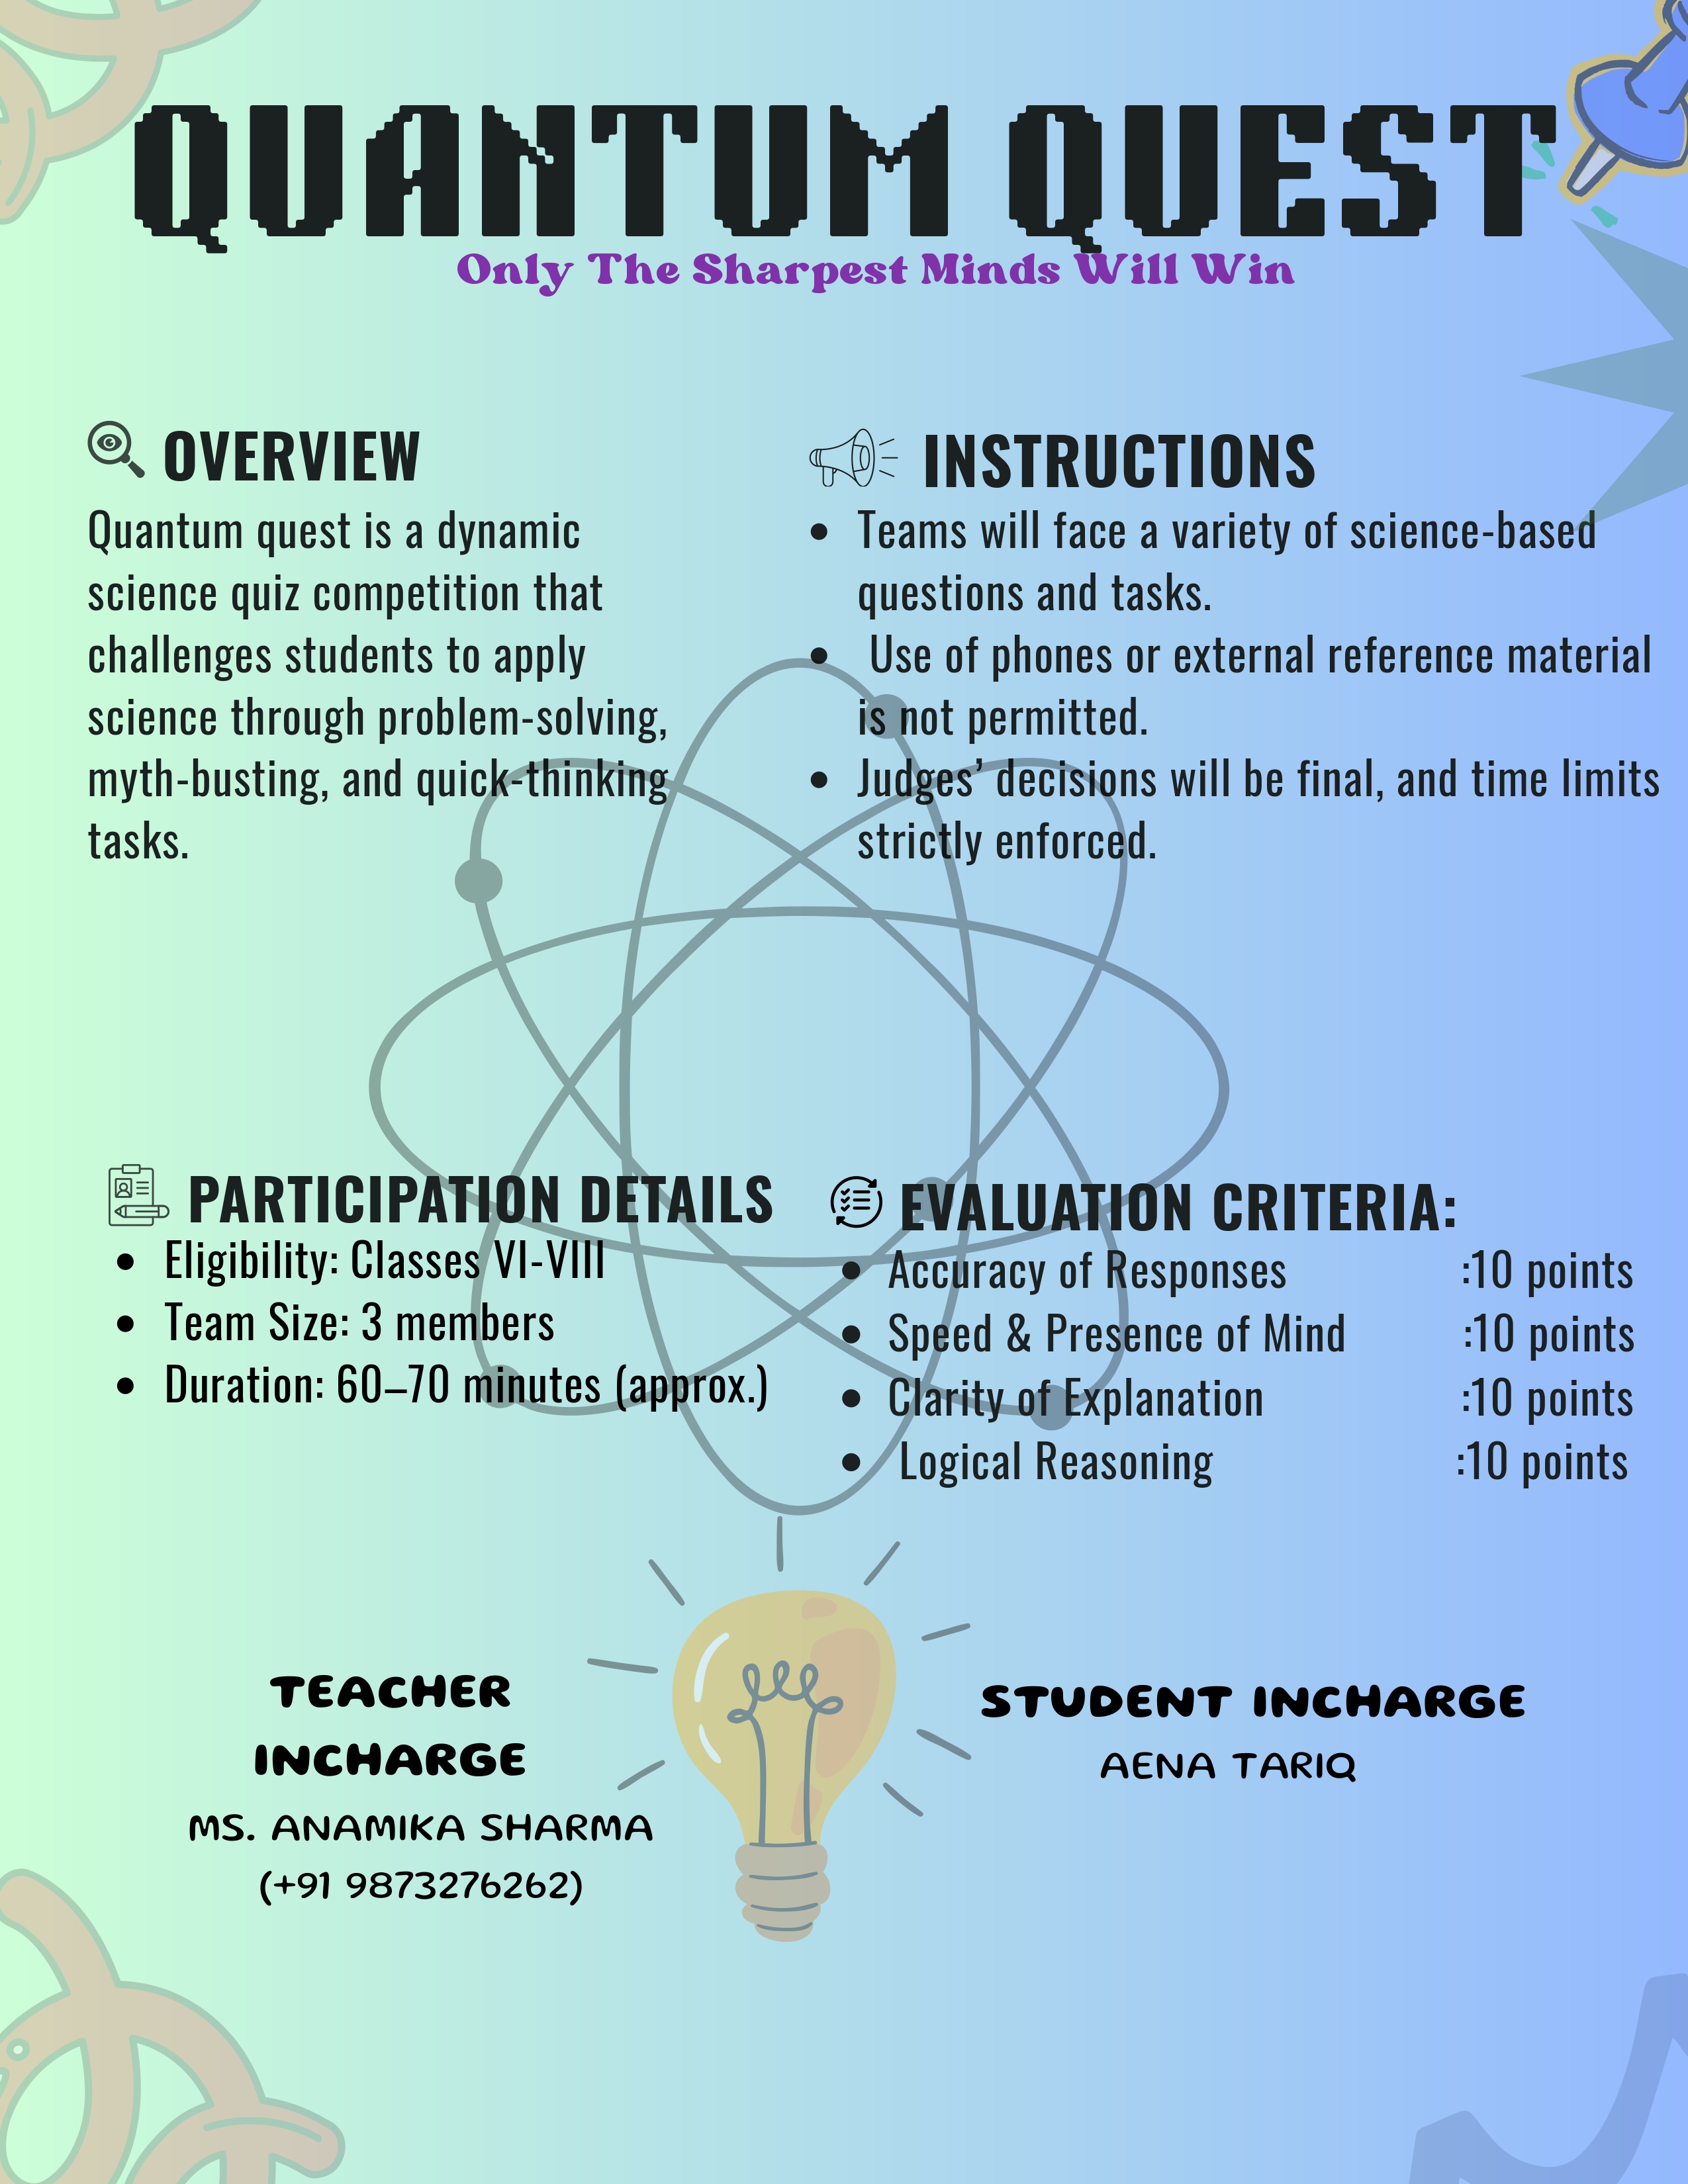 QUANTUM QUEST
Only The Sharpest Minds Will Win
OVERVIEW
Quantum quest is a dynamic
science quiz competition that
challenges students to apply
science through problem-solving,
myth-busting, and quick-thinking
tasks.
INSTRUCTIONS
• Teams will face a variety of science-based
questions and tasks.
• Use of phones or external reference material
is not permitted.
• Judges’ decisions will be final, and time limits
strictly enforced.
PARTICIPATION DETAILS
• Eligibility: Classes VI-VIII
• Team Size: 3 members
• Duration: 60–70 minutes (approx.)
EVALUATION CRITERIA:
• Accuracy of Responses :10 points
• Speed & Presence of Mind :10 points
• Clarity of Explanation :10 points
• Logical Reasoning :10 points
TEACHER
INCHARGE
MS. ANAMIKA SHARMA
(+91 9873276262)
STUDENT INCHARGE
AENA TARIQ